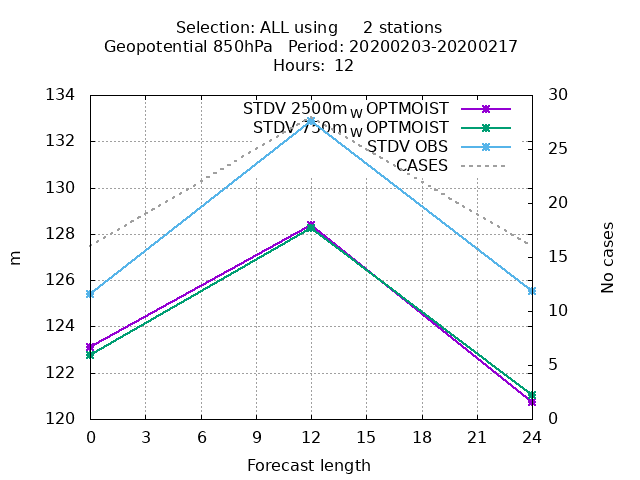 Selection: ALL using     2 stations
Geopotential 850hPa   Period: 20200203-20200217
Hours: 12
134
132
130
128
126
124
122
120
m
30
25
20
15
10
5
0
No cases
STDV 2500m_W OPTMOIST
STDV 750m_W OPTMOIST
STDV OBS
CASES
0 3 6 9 12 15 18 21 24
Forecast length